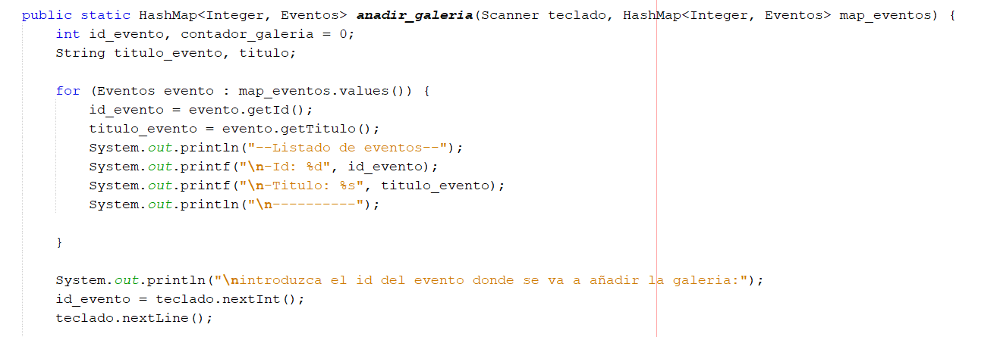 public static HashMap<Integer, Eventos> anadir_galeria(Scanner teclado, HashMap<Integer, Eventos> map_eventos) {
    int id_evento, contador_galeria = 0;
    String titulo_evento, titulo;

    for (Eventos evento : map_eventos.values()) {
        id_evento = evento.getId();
        titulo_evento = evento.getTitulo();
        System.out.println("--Listado de eventos--");
        System.out.printf("\n-Id: %d", id_evento);
        System.out.printf("\n-Titulo: %s", titulo_evento);
        System.out.println("\n----------");

    }

    System.out.println("\nintroduzca el id del evento donde se va a añadir la galeria:");
    id_evento = teclado.nextInt();
    teclado.nextLine();